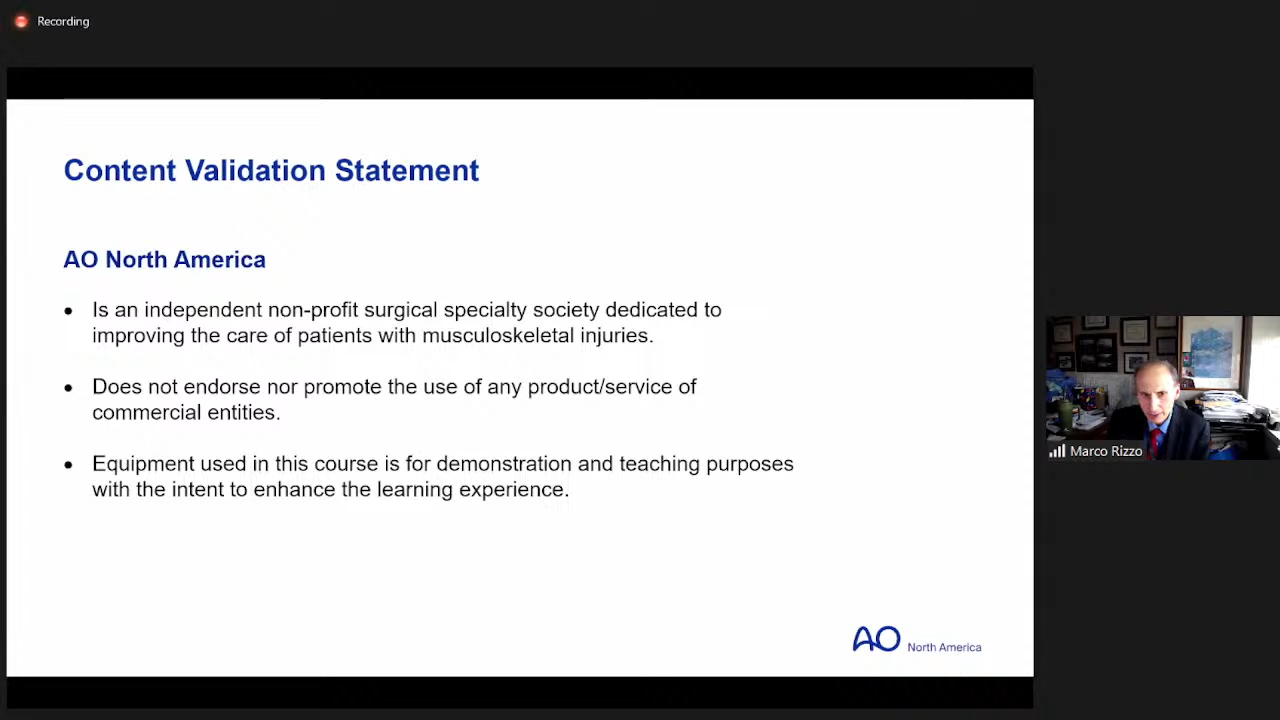 Recording
Content Validation Statement
AO North America
• Is an independent non-profit surgical specialty society dedicated to
improving the care of patients with musculoskeletal injuries.
• Does not endorse nor promote the use of any product/service of
commercial entities.
• Equipment used in this course is for demonstration and teaching purposes
with the intent to enhance the learning experience.
AO North America
Marco Rizzo